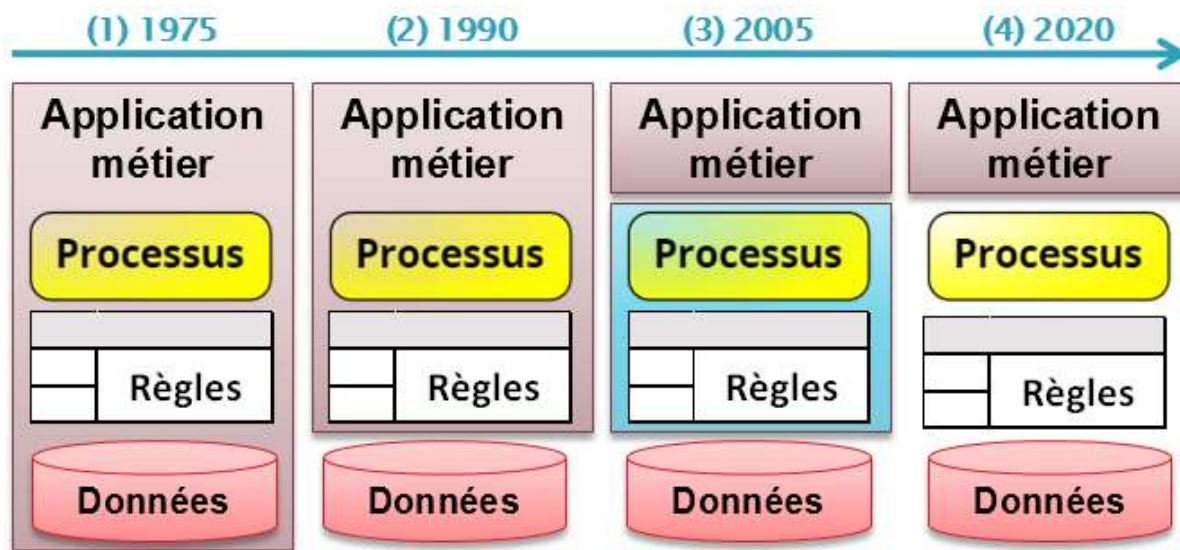 (1) 1975
(2) 1990
(3) 2005
(4) 2020
Application
métier
Processus
Règles
Données
Application
métier
Processus
Règles
Données
Application
métier
Processus
Règles
Données
Application
métier
Processus
Règles
Données